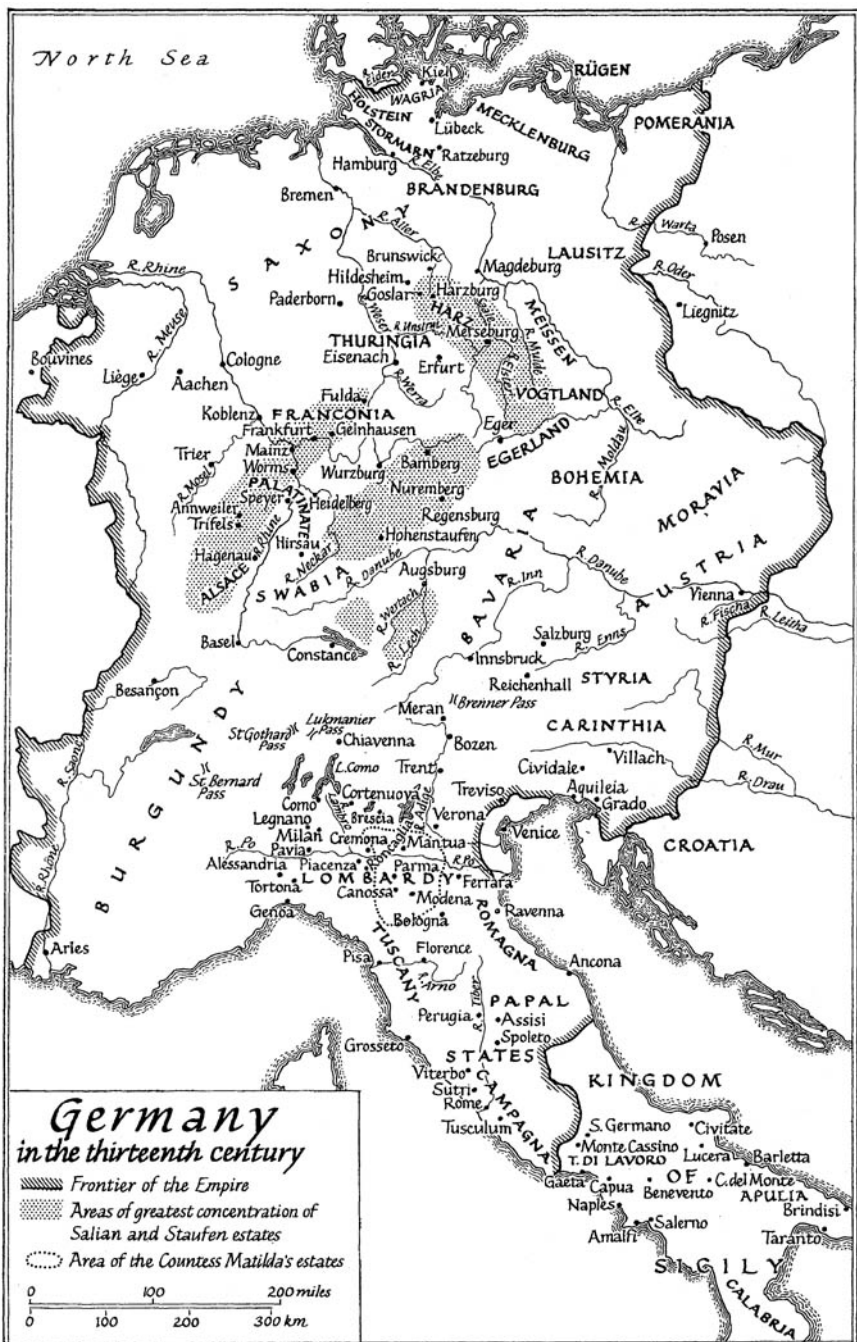 North Sea
R. Eider
Kiel
WAGRIA
RÜGEN
HOLSTEIN
STORMARN
Lübeck
MECKLENBURG
POMERANIA
Hamburg
R. Elbe
Ratzeburg
Bremen
BRANDENBURG
SAXONY
R. Aller
R. Warta
Posen
LAUSITZ
Brunswick
Magdeburg
R. Rhine
Hildesheim
R. Oder
Goslar
Harzburg
Liegnitz
Paderborn
HARZ
Saale
MEISSEN
R. Meuse
R. Weser
R. Unstrut
Merseburg
R. Mulde
Bouvines
THURINGIA
Cologne
Eisenach
Erfurt
R. Elster
Liège
Aachen
R. Werra
VOGTLAND
Fulda
R. Elbe
Koblenz
FRANCONIA
Frankfurt
Gelnhausen
Eger
EGERLAND
Trier
Mainz
Wurzburg
Bamberg
R. Moldau
Worms
BOHEMIA
R. Mosel
PALATINATE
Nuremberg
MORAVIA
Annweiler
Speyer
Heidelberg
Trifels
Regensburg
Hagenau
R. Rhine
Hirsau
Hohenstaufen
ALSACE
R. Neckar
R. Danube
R. Danube
SWABIA
Augsburg
BAVARIA
R. Inn
AUSTRIA
Vienna
R. Wertach
R. Fischa
R. Leitha
Basel
R. Lech
Salzburg
R. Enns
Constance
Innsbruck
Besançon
Reichenhall
STYRIA
Meran
Brenner Pass
BURGUNDY
St Gothard
Pass
Lukmanier
Pass
CARINTHIA
Chiavenna
Bozen
R. Saone
St. Bernard
Pass
L. Como
Trent
Villach
R. Mur
Cividale
R. Drau
Cortenuova
Treviso
Aquileia
Como
Lambro
R. Adige
Grado
Legnano
Brescia
Verona
Milan
Venice
R. Rhône
R. Po
Pavia
Cremona
Roncaglia
Mantua
CROATIA
Alessandria
Piacenza
Parma
R. Po
LOMBARDY
Ferrara
Tortona
Canossa
Modena
Genoa
ROMAGNA
Ravenna
Bologna
Arles
TUSCANY
Florence
Pisa
R. Arno
Ancona
R. Tiber
PAPAL
Perugia
Assisi
Spoleto
Grosseto
STATES
Viterbo
CAMPAGNA
KINGDOM
Sutri
Rome
Tusculum
S. Germano
Civitate
Monte Cassino
Lucera
Barletta
T. DI LAVORO
OF
Gaeta
Capua
Benevento
C. del Monte
APULIA
Naples
Brindisi
Amalfi
Salerno
Taranto
SICILY
CALABRIA
Germany
in the thirteenth century
Frontier of the Empire
Areas of greatest concentration of
Salian and Staufen estates
Area of the Countess Matilda's estates
0 100 200 miles
0 100 200 300 km